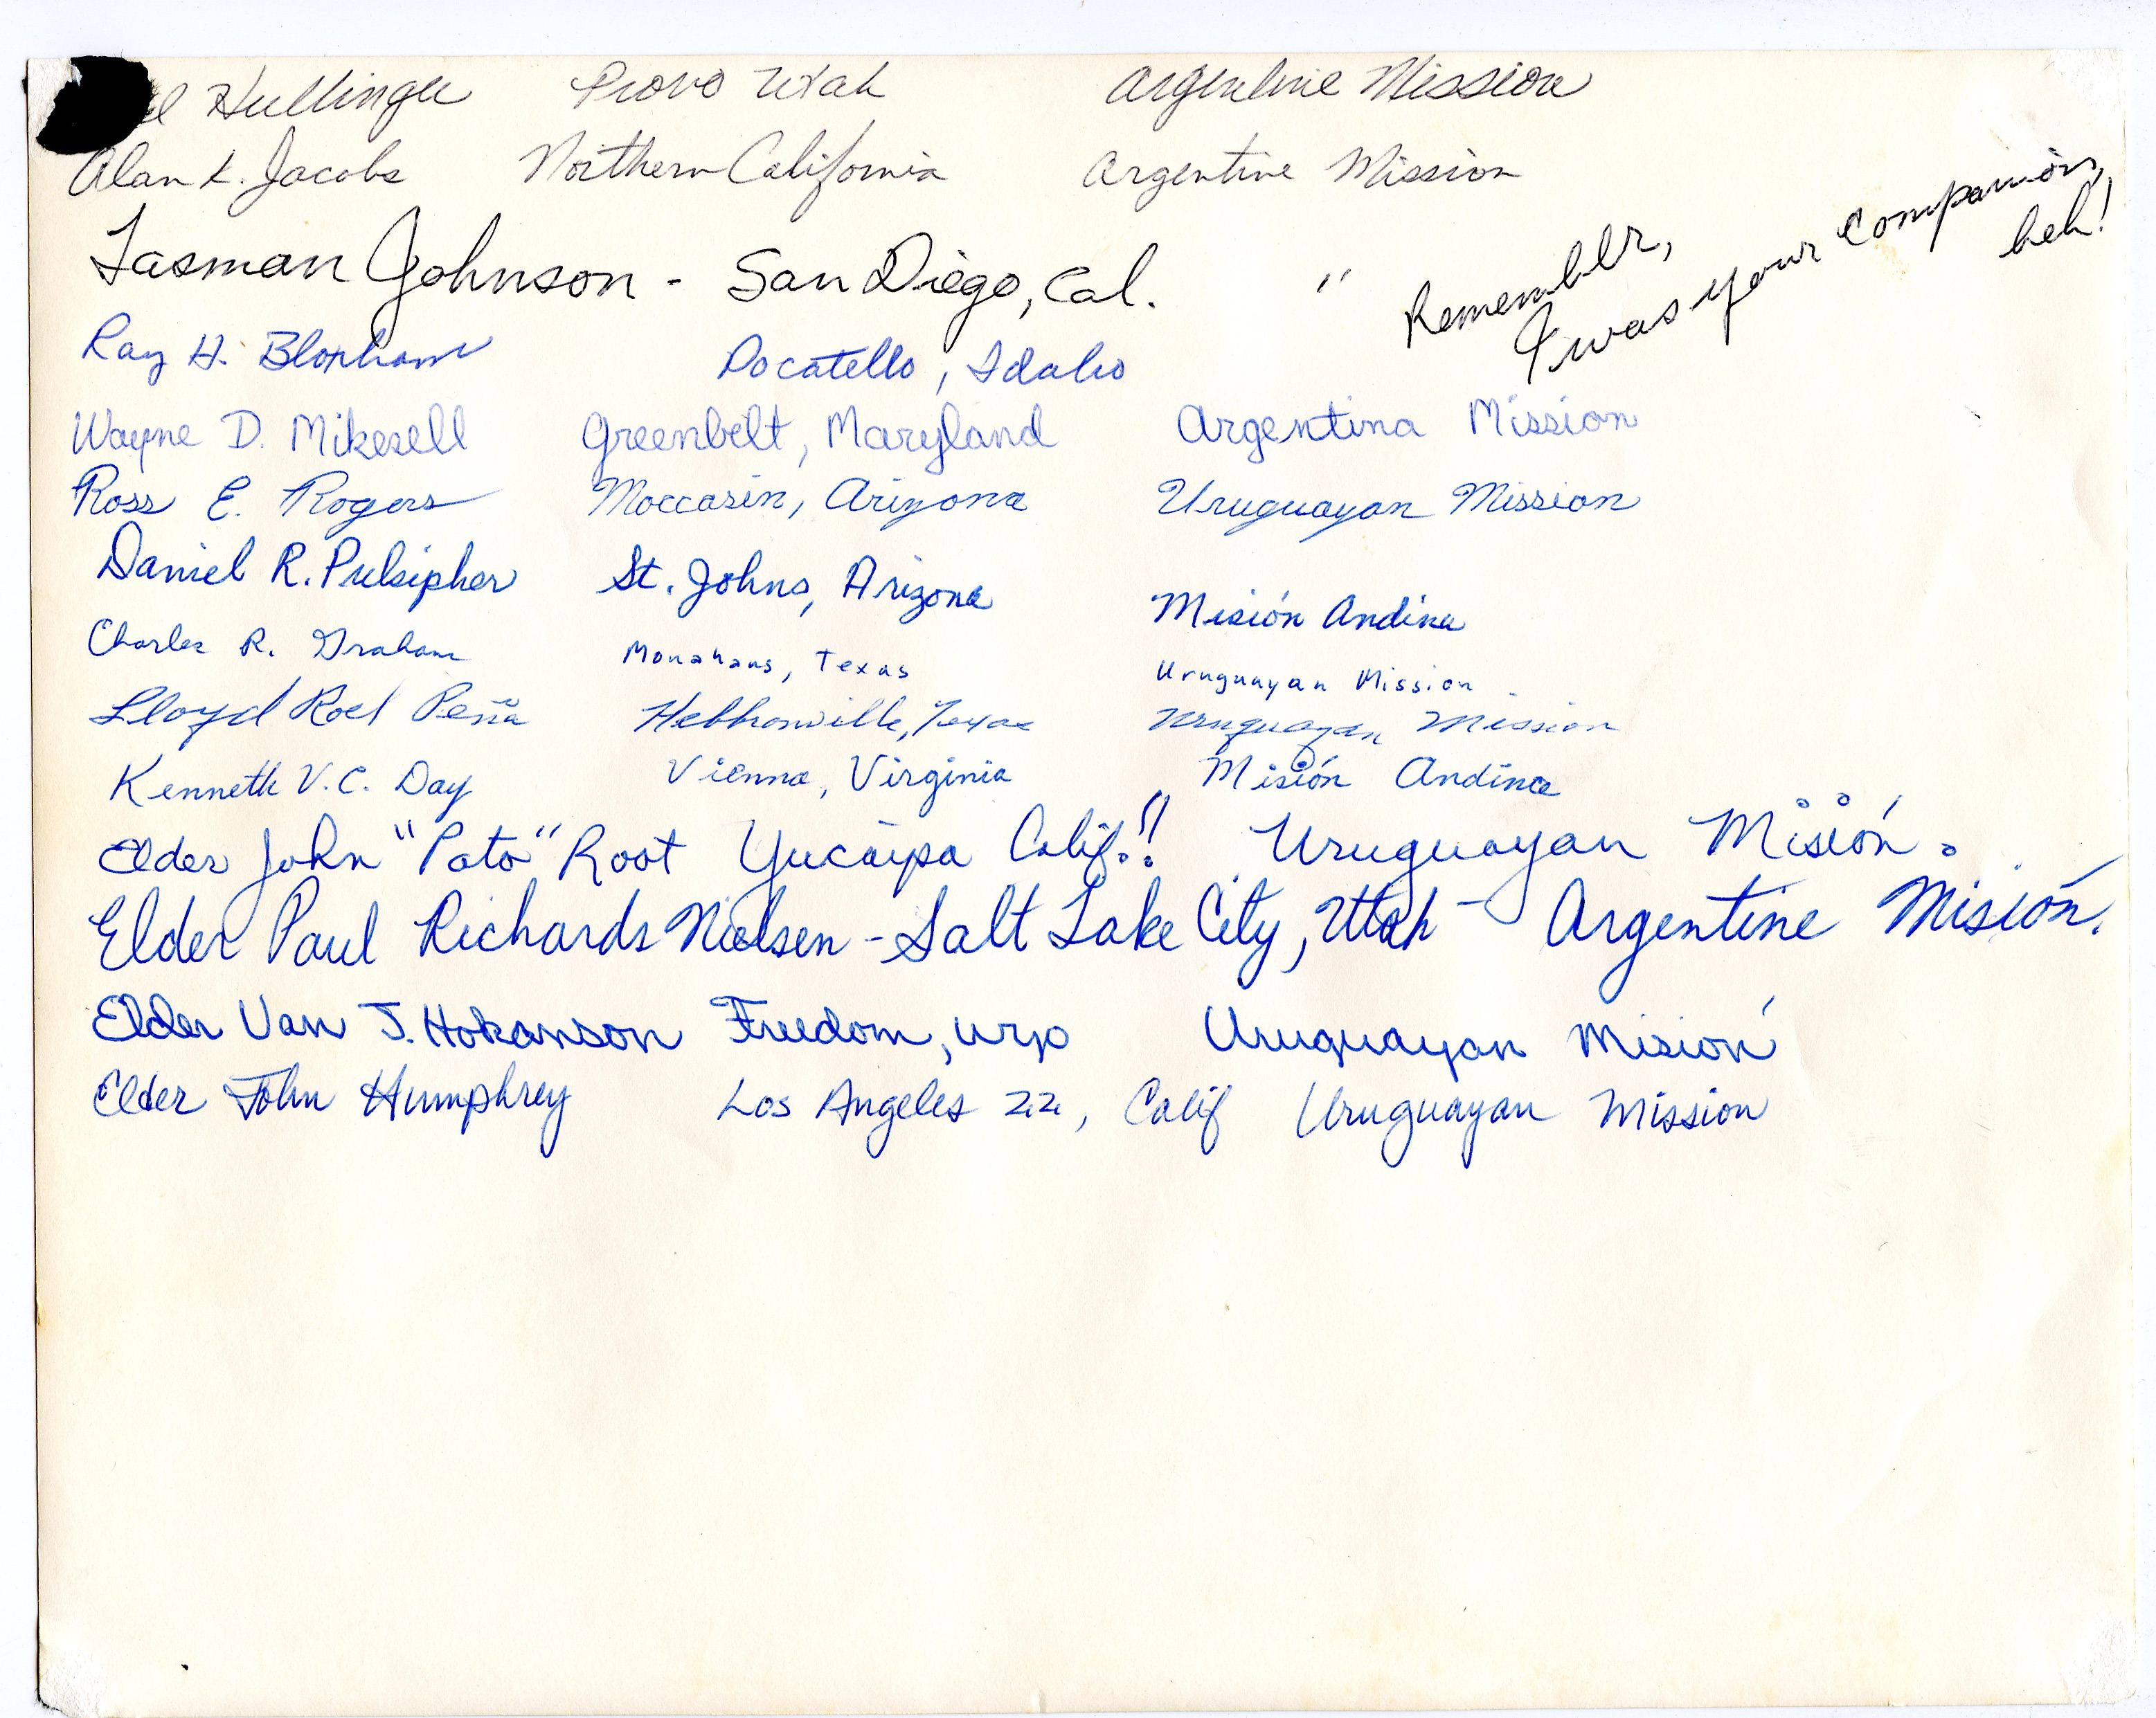 Hullinger Provo Utah Argentine Mission
Alan K. Jacobs Northern California Argentine Mission
Tasman Johnson - San Diego, Cal. "
Remember,
I was your companion,
heh!
Ray H. Bloxham Pocatello, Idaho
Wayne D. Mikesell Greenbelt, Maryland Argentina Mission
Ross E. Rogers Moccasin, Arizona Uruguayan Mission
Daniel R. Pulsipher St. Johns, Arizona Misión Andina
Charles R. Graham Monahans, Texas Uruguayan Mission
Lloyd Roel Peña Hebbronville, Texas Uruguayan Mission
Kenneth V.C. Day Vienna, Virginia Misión Andina
Elder John "Pato" Root Yucaipa Calif.!! Uruguayan Misión.
Elder Paul Richards Nielsen - Salt Lake City, Utah - Argentine Misión.
Elder Van J. Hokanson Freedom, Uruguayan Misión
Elder John Humphrey Los Angeles 22, Calif Uruguayan Mission